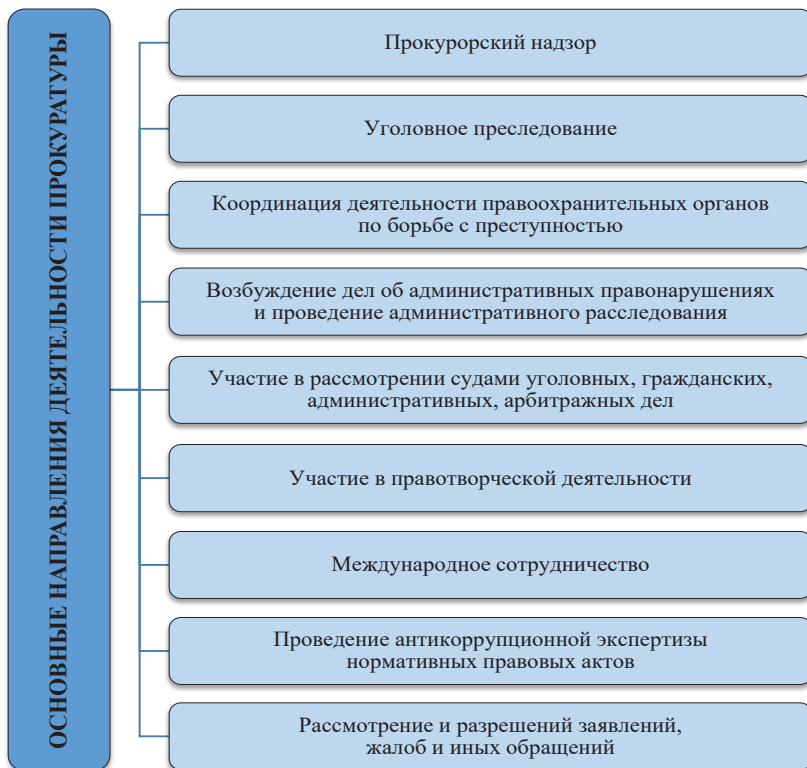 ОСНОВНЫЕ НАПРАВЛЕНИЯ ДЕЯТЕЛЬНОСТИ ПРОКУРАТУРЫ
Прокурорский надзор
Уголовное преследование
Координация деятельности правоохранительных органов
по борьбе с преступностью
Возбуждение дел об административных правонарушениях
и проведение административного расследования
Участие в рассмотрении судами уголовных, гражданских,
административных, арбитражных дел
Участие в правотворческой деятельности
Международное сотрудничество
Проведение антикоррупционной экспертизы
нормативных правовых актов
Рассмотрение и разрешений заявлений,
жалоб и иных обращений